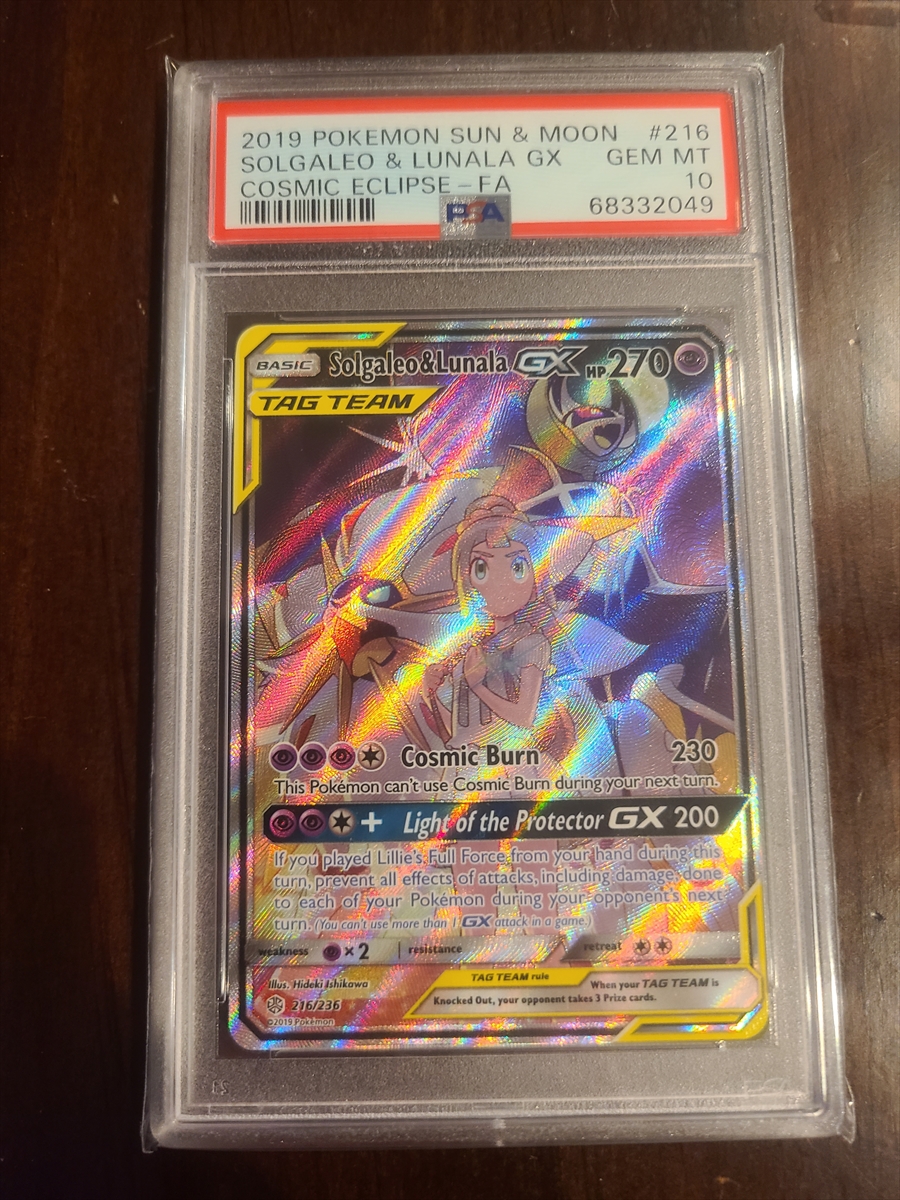 2019 POKEMON SUN & MOON #216
SOLGALEO & LUNALA GX GEM MT
COSMIC ECLIPSE-FA 10
PSA 68332049
BASIC Solgaleo&Lunala GX HP270
TAG TEAM
Cosmic Burn 230
This Pokémon can't use Cosmic Burn during your next turn.
+ Light of the Protector GX 200
If you played Lillie's Full Force from your hand during this
turn, prevent all effects of attacks, including damage, done
to each of your Pokémon during your opponent's next
turn. (You can't use more than 1 GX attack in a game.)
weakness ×2 resistance retreat
Illus. Hideki Ishikawa
216/236
©2019 Pokémon
TAG TEAM rule
When your TAG TEAM is
Knocked Out, your opponent takes 3 Prize cards.